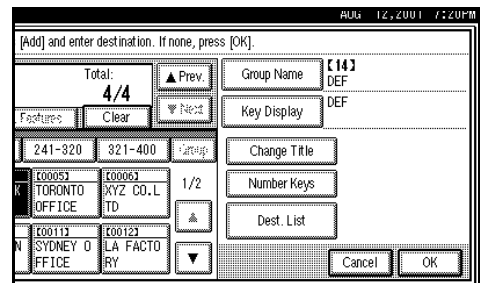 AUG 12,2001 7:20PM
[Add] and enter destination. If none, press [OK].
Total:
4/4
▲ Prev.
Features
Clear
▼ Next
Group Name
【14】
DEF
Key Display
DEF
241-320
321-400
Group
Change Title
K
[0005]
TORONTO
OFFICE
[0006]
XYZ CO.L
TD
1/2
▲
Number Keys
Dest. List
N
[0011]
SYDNEY O
FFICE
[0012]
LA FACTO
RY
▼
Cancel
OK